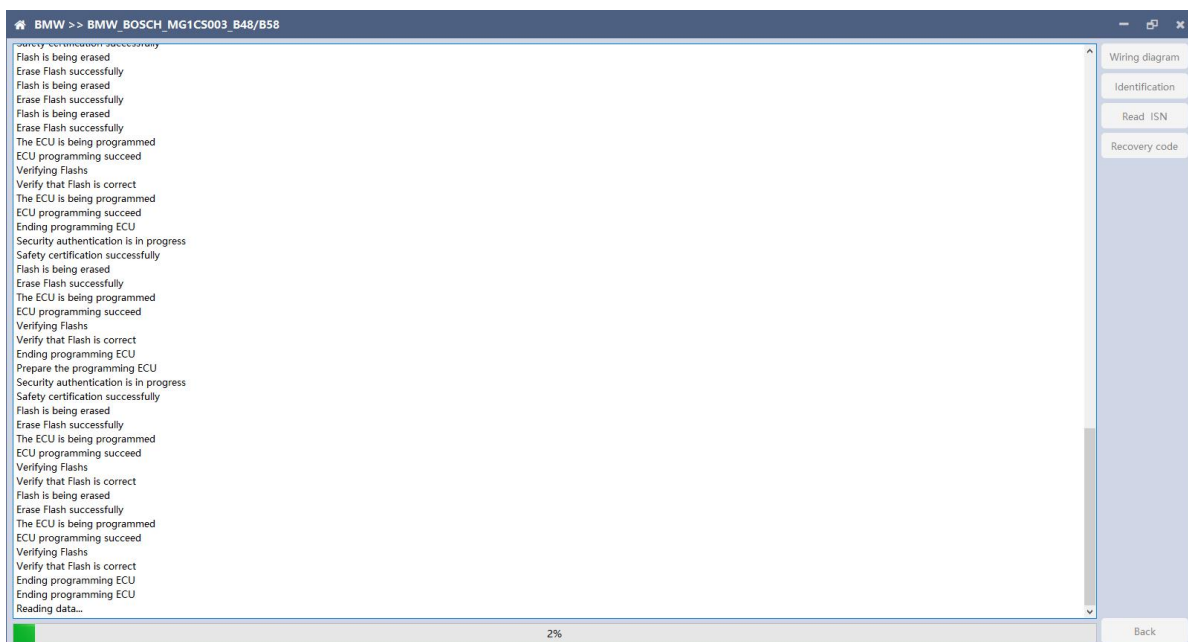 BMW >> BMW_BOSCH_MG1CS003_B48/B58
Safety certification successfully
Flash is being erased
Erase Flash successfully
Flash is being erased
Erase Flash successfully
Flash is being erased
Erase Flash successfully
The ECU is being programmed
ECU programming succeed
Verifying Flashs
Verify that Flash is correct
The ECU is being programmed
ECU programming succeed
Ending programming ECU
Security authentication is in progress
Safety certification successfully
Flash is being erased
Erase Flash successfully
The ECU is being programmed
ECU programming succeed
Verifying Flashs
Verify that Flash is correct
Ending programming ECU
Prepare the programming ECU
Security authentication is in progress
Safety certification successfully
Flash is being erased
Erase Flash successfully
The ECU is being programmed
ECU programming succeed
Verifying Flashs
Verify that Flash is correct
Flash is being erased
Erase Flash successfully
The ECU is being programmed
ECU programming succeed
Verifying Flashs
Verify that Flash is correct
Ending programming ECU
Ending programming ECU
Reading data...
2%
Wiring diagram
Identification
Read ISN
Recovery code
Back